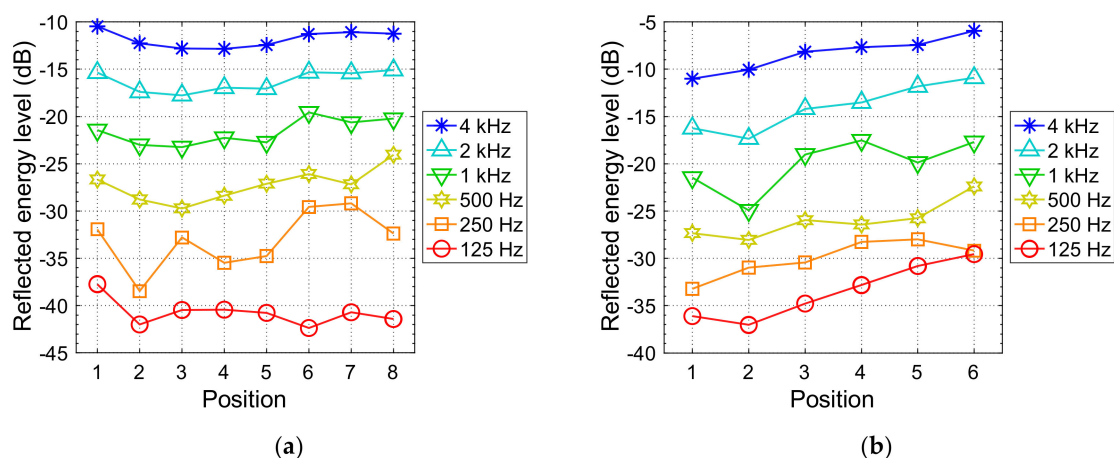 Reflected energy level (dB)
-10
-15
-20
-25
-30
-35
-40
-45
1 2 3 4 5 6 7 8
Position
4 kHz
2 kHz
1 kHz
500 Hz
250 Hz
125 Hz
(a)
Reflected energy level (dB)
-5
-10
-15
-20
-25
-30
-35
-40
1 2 3 4 5 6
Position
4 kHz
2 kHz
1 kHz
500 Hz
250 Hz
125 Hz
(b)